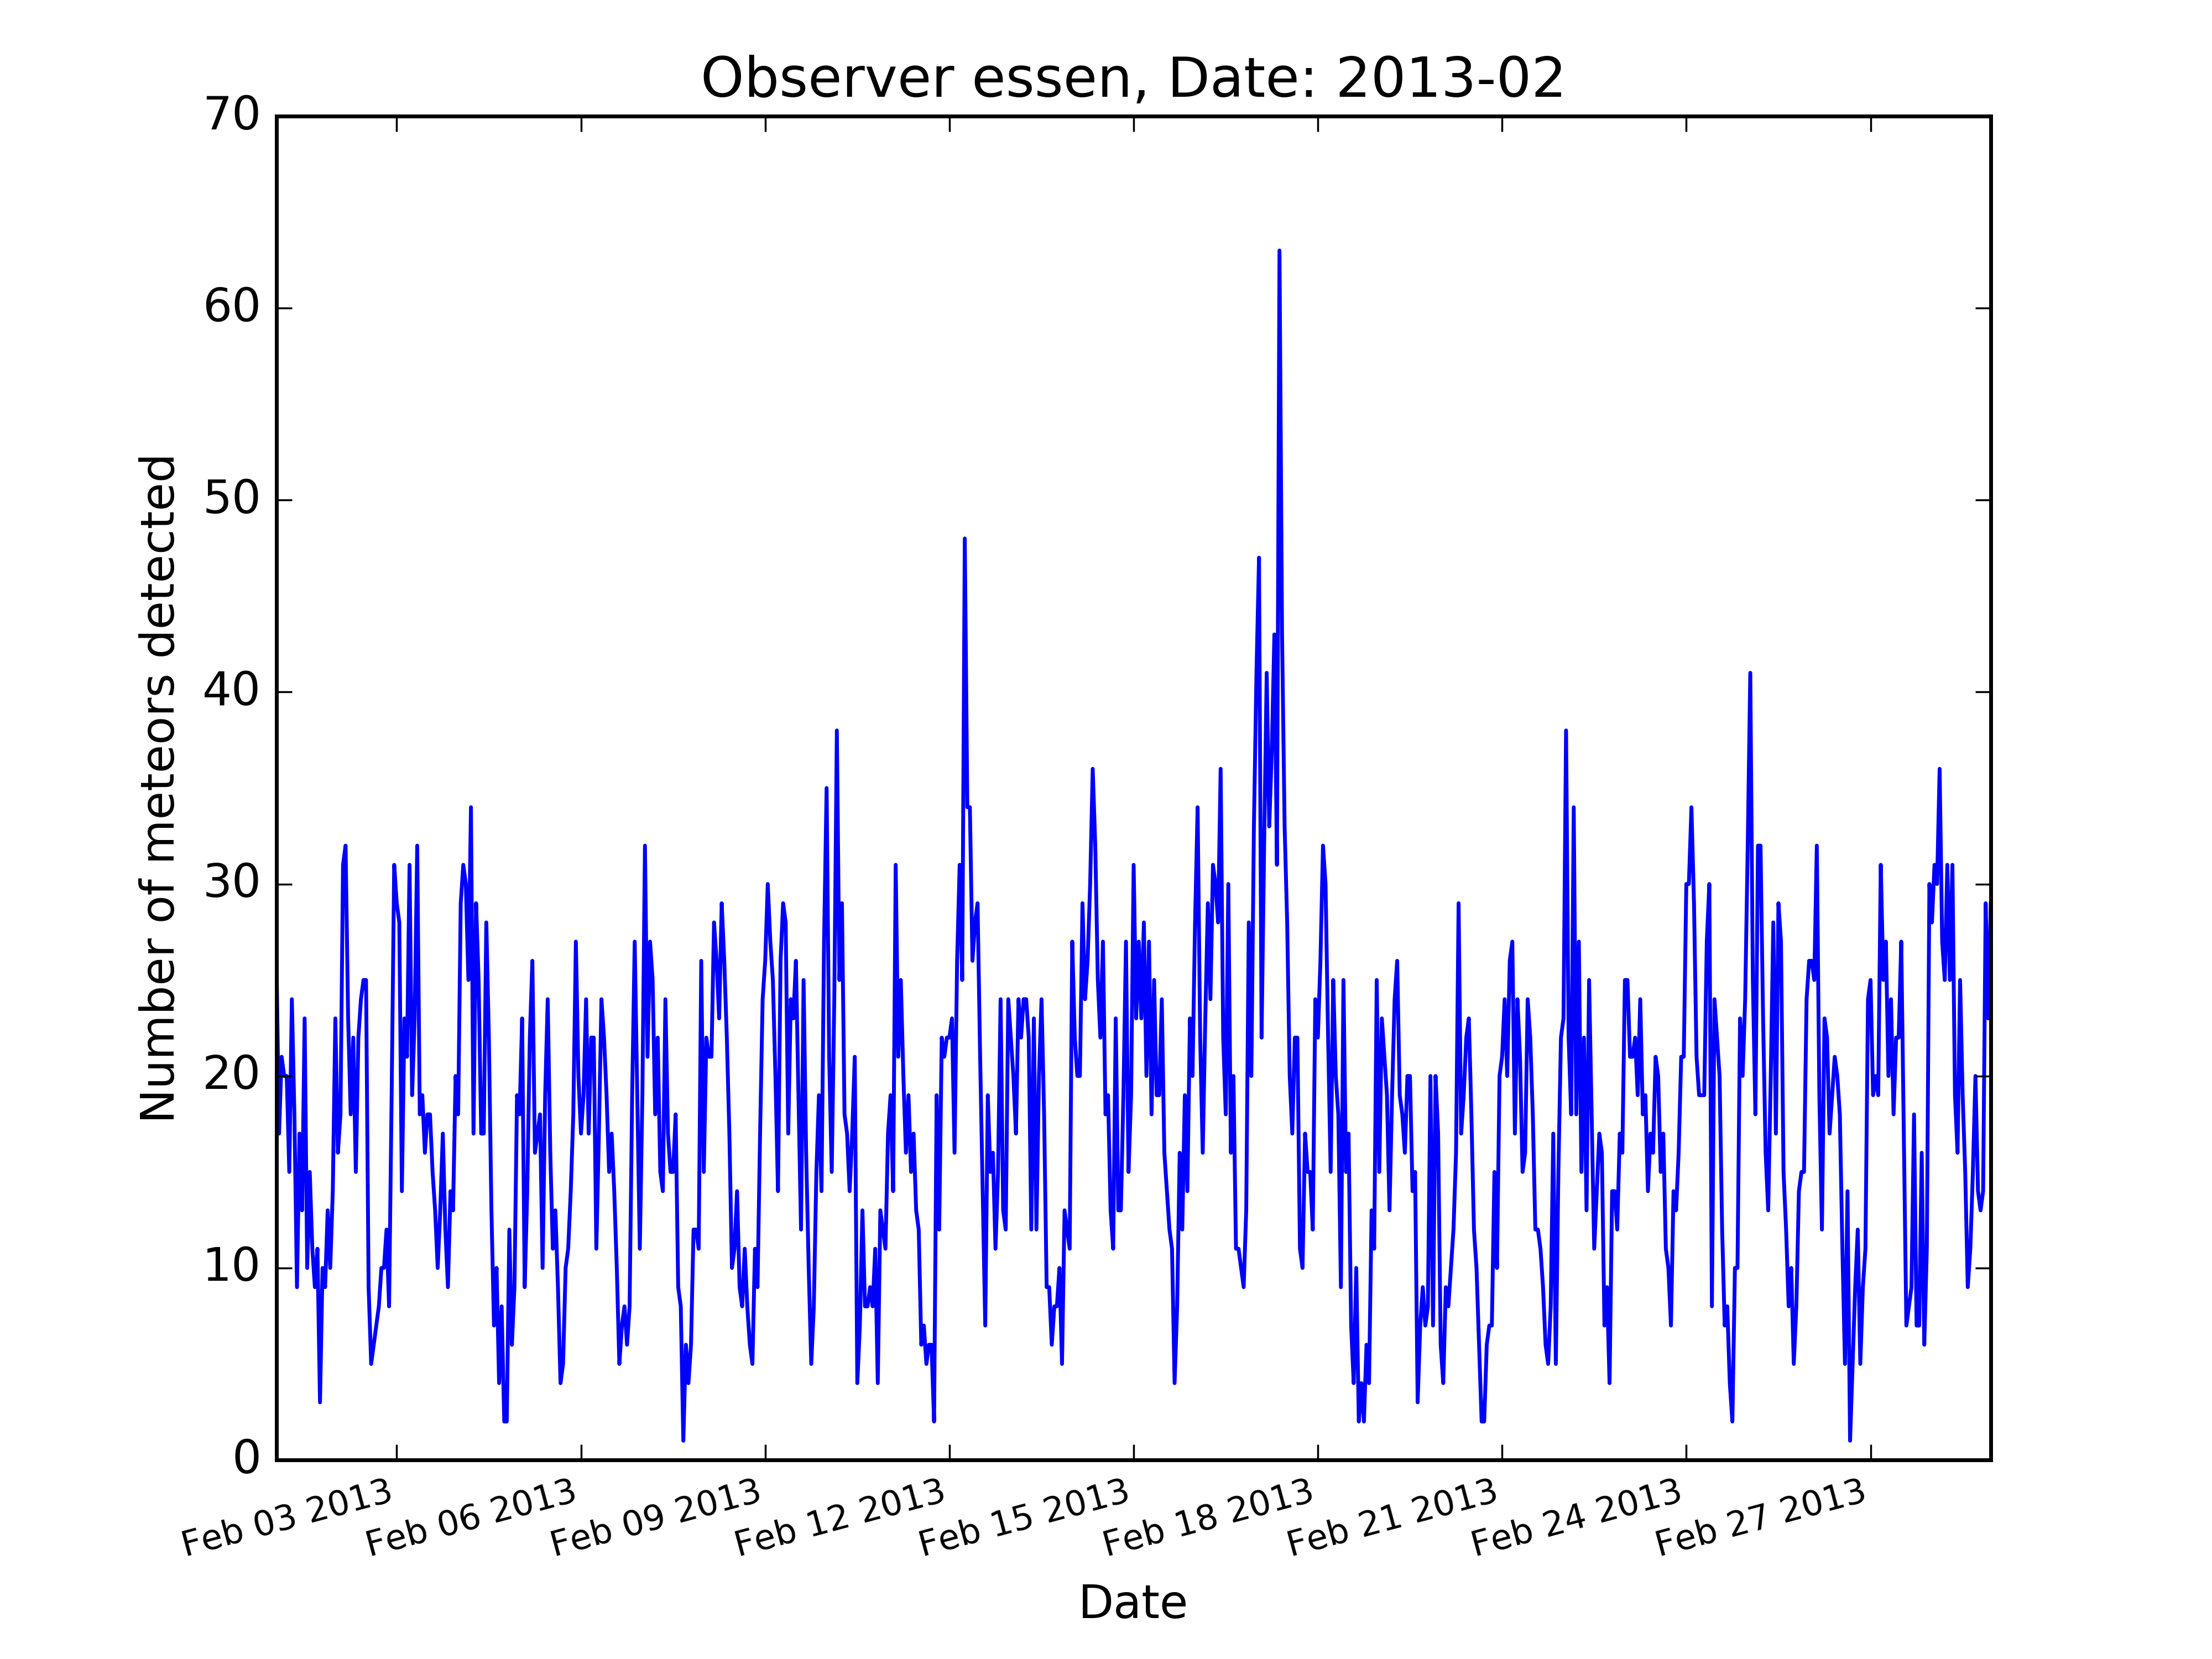 Observer essen, Date: 2013-02
70
60
50
40
30
20
10
0
Number of meteors detected
Feb 03 2013
Feb 06 2013
Feb 09 2013
Feb 12 2013
Feb 15 2013
Feb 18 2013
Feb 21 2013
Feb 24 2013
Feb 27 2013
Date